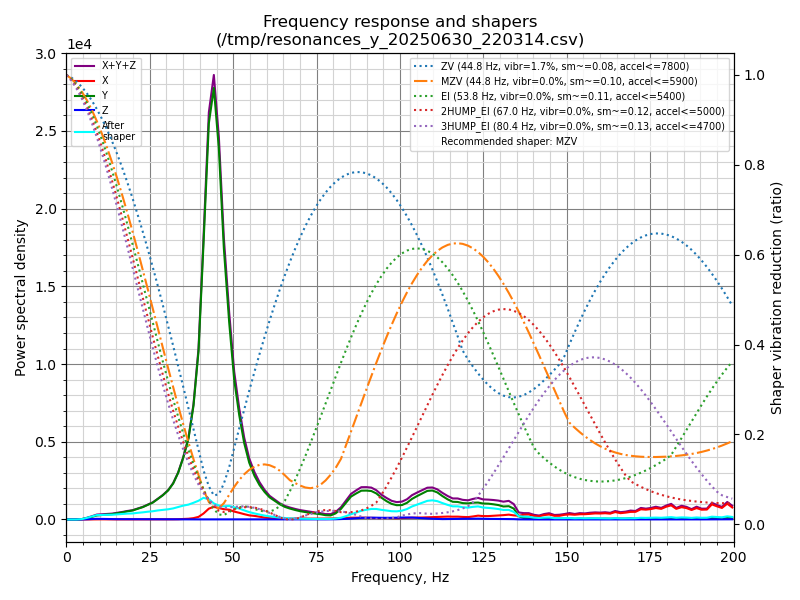 Frequency response and shapers
(/tmp/resonances_y_20250630_220314.csv)
1e4
X+Y+Z
X
Y
Z
After
shaper
ZV (44.8 Hz, vibr=1.7%, sm~=0.08, accel<=7800)
MZV (44.8 Hz, vibr=0.0%, sm~=0.10, accel<=5900)
EI (53.8 Hz, vibr=0.0%, sm~=0.11, accel<=5400)
2HUMP_EI (67.0 Hz, vibr=0.0%, sm~=0.12, accel<=5000)
3HUMP_EI (80.4 Hz, vibr=0.0%, sm~=0.13, accel<=4700)
Recommended shaper: MZV
Power spectral density
3.0
2.5
2.0
1.5
1.0
0.5
0.0
Shaper vibration reduction (ratio)
1.0
0.8
0.6
0.4
0.2
0.0
0 25 50 75 100 125 150 175 200
Frequency, Hz